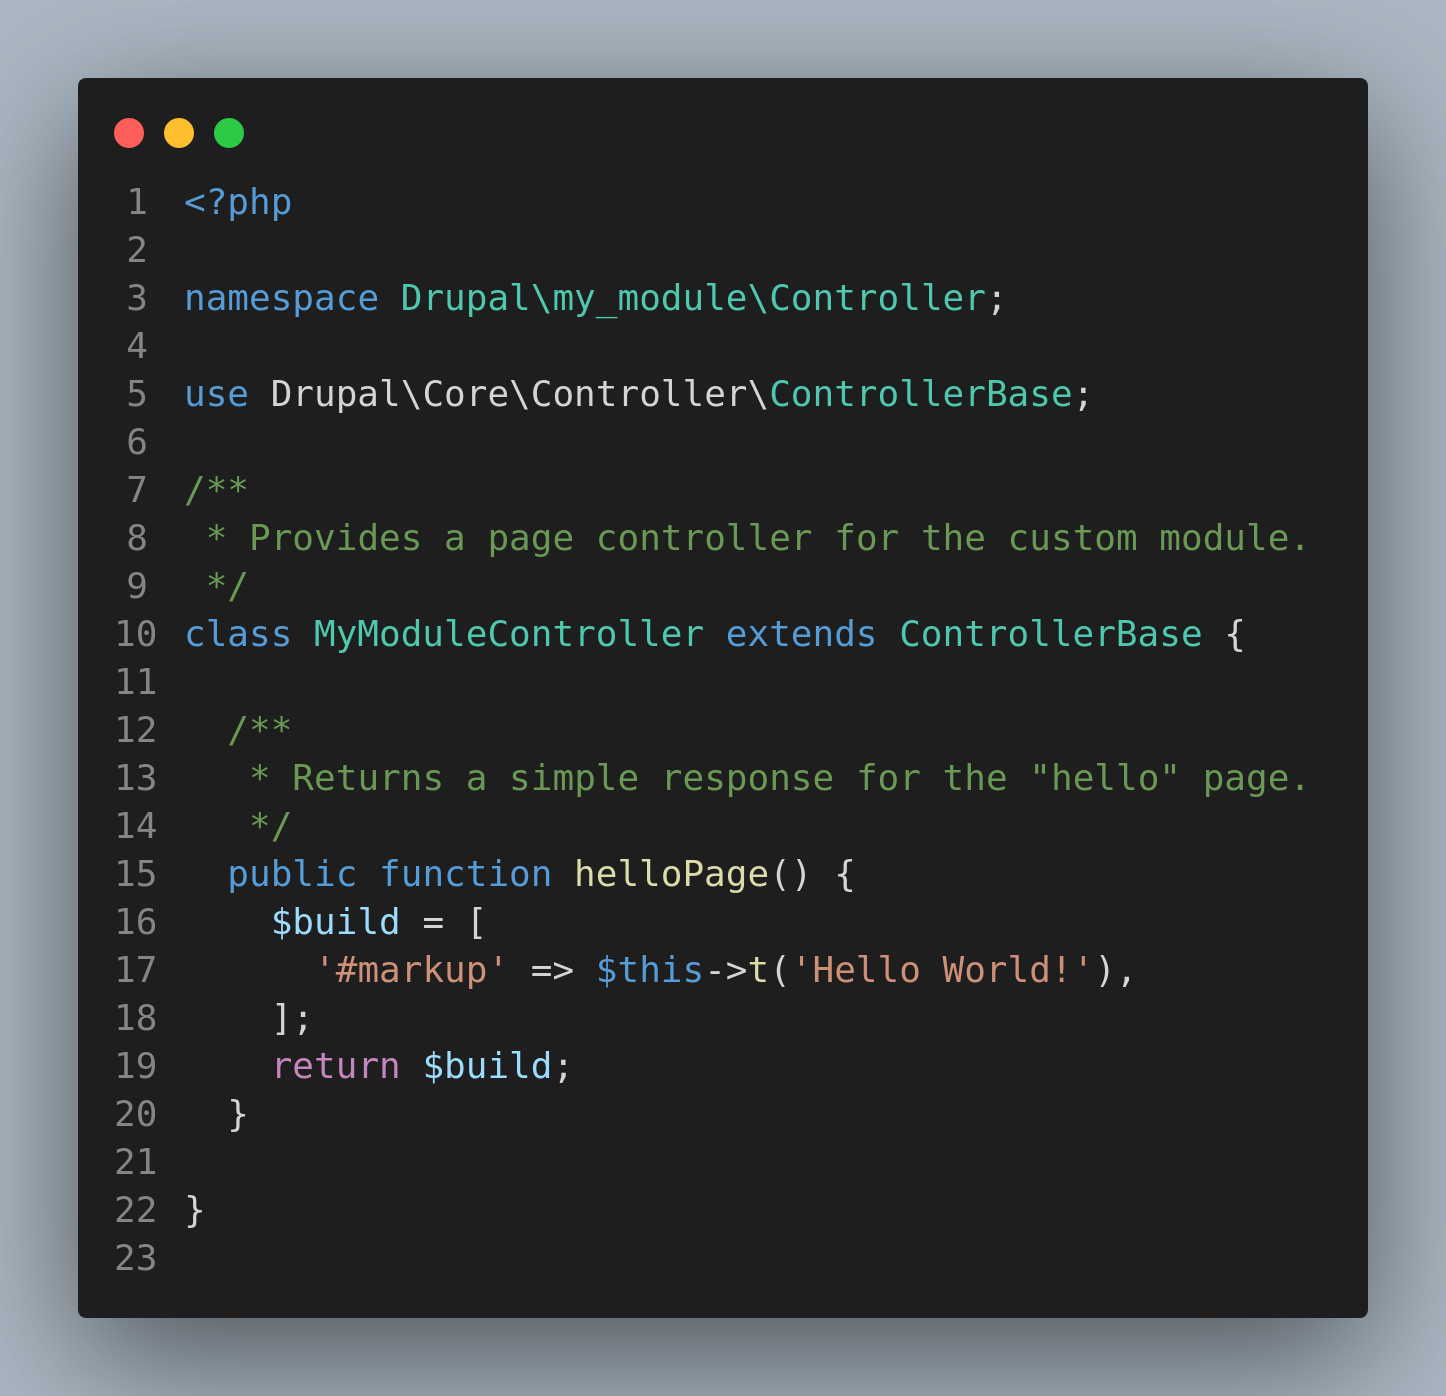 1 <?php
2
3 namespace Drupal\my_module\Controller;
4
5 use Drupal\Core\Controller\ControllerBase;
6
7 /**
8  * Provides a page controller for the custom module.
9  */
10 class MyModuleController extends ControllerBase {
11
12   /**
13    * Returns a simple response for the "hello" page.
14    */
15   public function helloPage() {
16     $build = [
17       '#markup' => $this->t('Hello World!'),
18     ];
19     return $build;
20   }
21
22 }
23